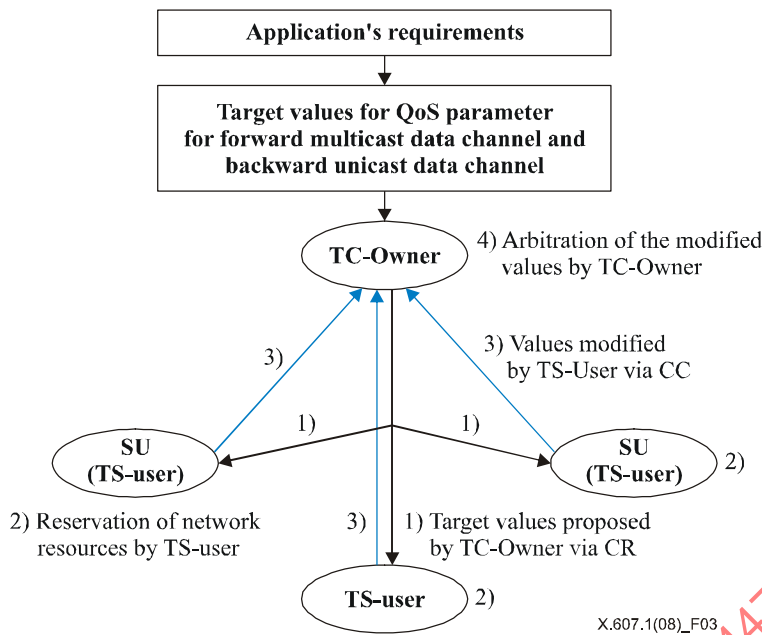 Application's requirements
Target values for QoS parameter
for forward multicast data channel and
backward unicast data channel
TC-Owner
4) Arbitration of the modified
values by TC-Owner
3)
3) Values modified
by TS-User via CC
1)
1)
SU
(TS-user)
SU
(TS-user)
2)
2) Reservation of network
resources by TS-user
3)
1) Target values proposed
by TC-Owner via CR
TS-user
2)
X.607.1(08)_F03